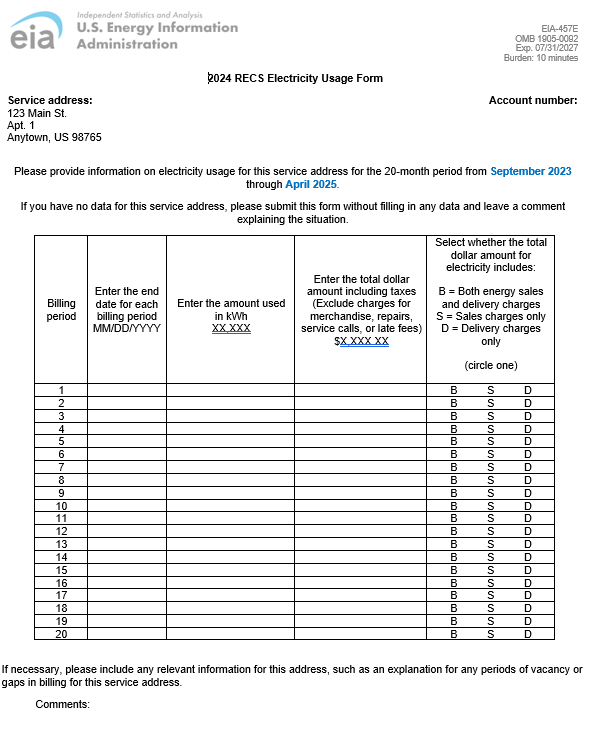 Independent Statistics and Analysis
eia
U.S. Energy Information
Administration
EIA-457E
OMB 1905-0092
Exp. 07/31/2027
Burden: 10 minutes
2024 RECS Electricity Usage Form
Service address:
Account number:
123 Main St.
Apt. 1
Anytown, US 98765
Please provide information on electricity usage for this service address for the 20-month period from September 2023
through April 2025.
If you have no data for this service address, please submit this form without filling in any data and leave a comment
explaining the situation.
Billing
period
Enter the end
date for each
billing period
MM/DD/YYYY
Enter the amount used
in kWh
XX,XXX
Enter the total dollar
amount including taxes
(Exclude charges for
merchandise, repairs,
service calls, or late fees)
$X,XXX.XX
Select whether the total
dollar amount for
electricity includes:
B = Both energy sales
and delivery charges
S = Sales charges only
D = Delivery charges
only
(circle one)
1 B S D
2 B S D
3 B S D
4 B S D
5 B S D
6 B S D
7 B S D
8 B S D
9 B S D
10 B S D
11 B S D
12 B S D
13 B S D
14 B S D
15 B S D
16 B S D
17 B S D
18 B S D
19 B S D
20 B S D
If necessary, please include any relevant information for this address, such as an explanation for any periods of vacancy or
gaps in billing for this service address.
Comments: